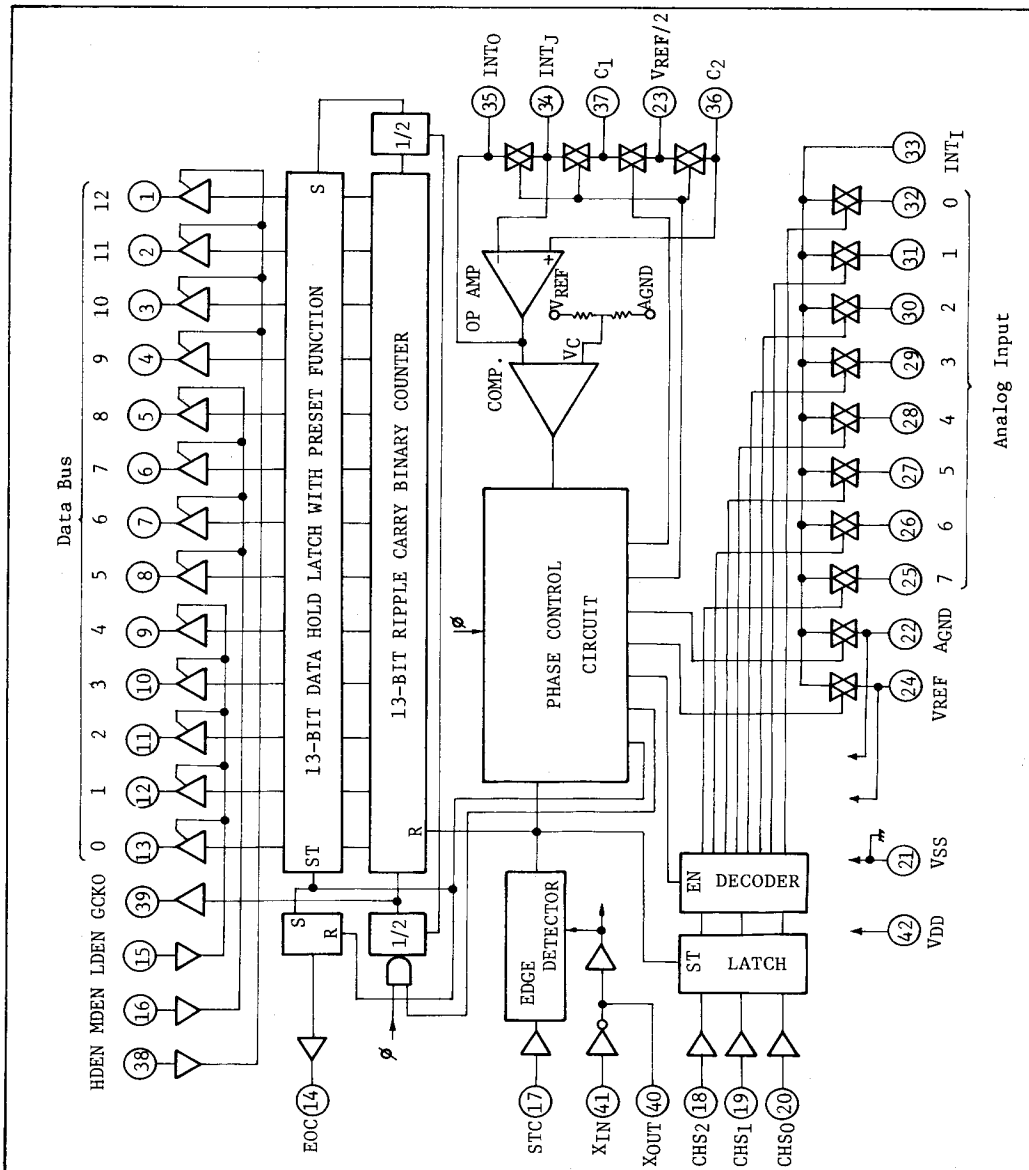 Data Bus
HDEN MDEN LDEN GCKO 0 1 2 3 4 5 6 7 8 9 10 11 12
38 16 15 39 13 12 11 10 9 8 7 6 5 4 3 2 1
ST 13-BIT DATA HOLD LATCH WITH PRESET FUNCTION S
S
R
1/2
13-BIT RIPPLE CARRY BINARY COUNTER
R
1/2
EOC 14
ø
INTO 35
INTJ 34
C1 37
VREF/2 23
C2 36
OP AMP
-
+
VREF
AGND
VC
COMP.
ø
PHASE CONTROL
CIRCUIT
EDGE
DETECTOR
STC 17
XIN 41
XOUT 40
CHS2 18
CHS1 19
CHS0 20
ST
LATCH
EN
DECODER
42 VDD
21 VSS
24 VREF
22 AGND
25 7
26 6
27 5
28 4
29 3
30 2
31 1
32 0
33 INTI
Analog Input